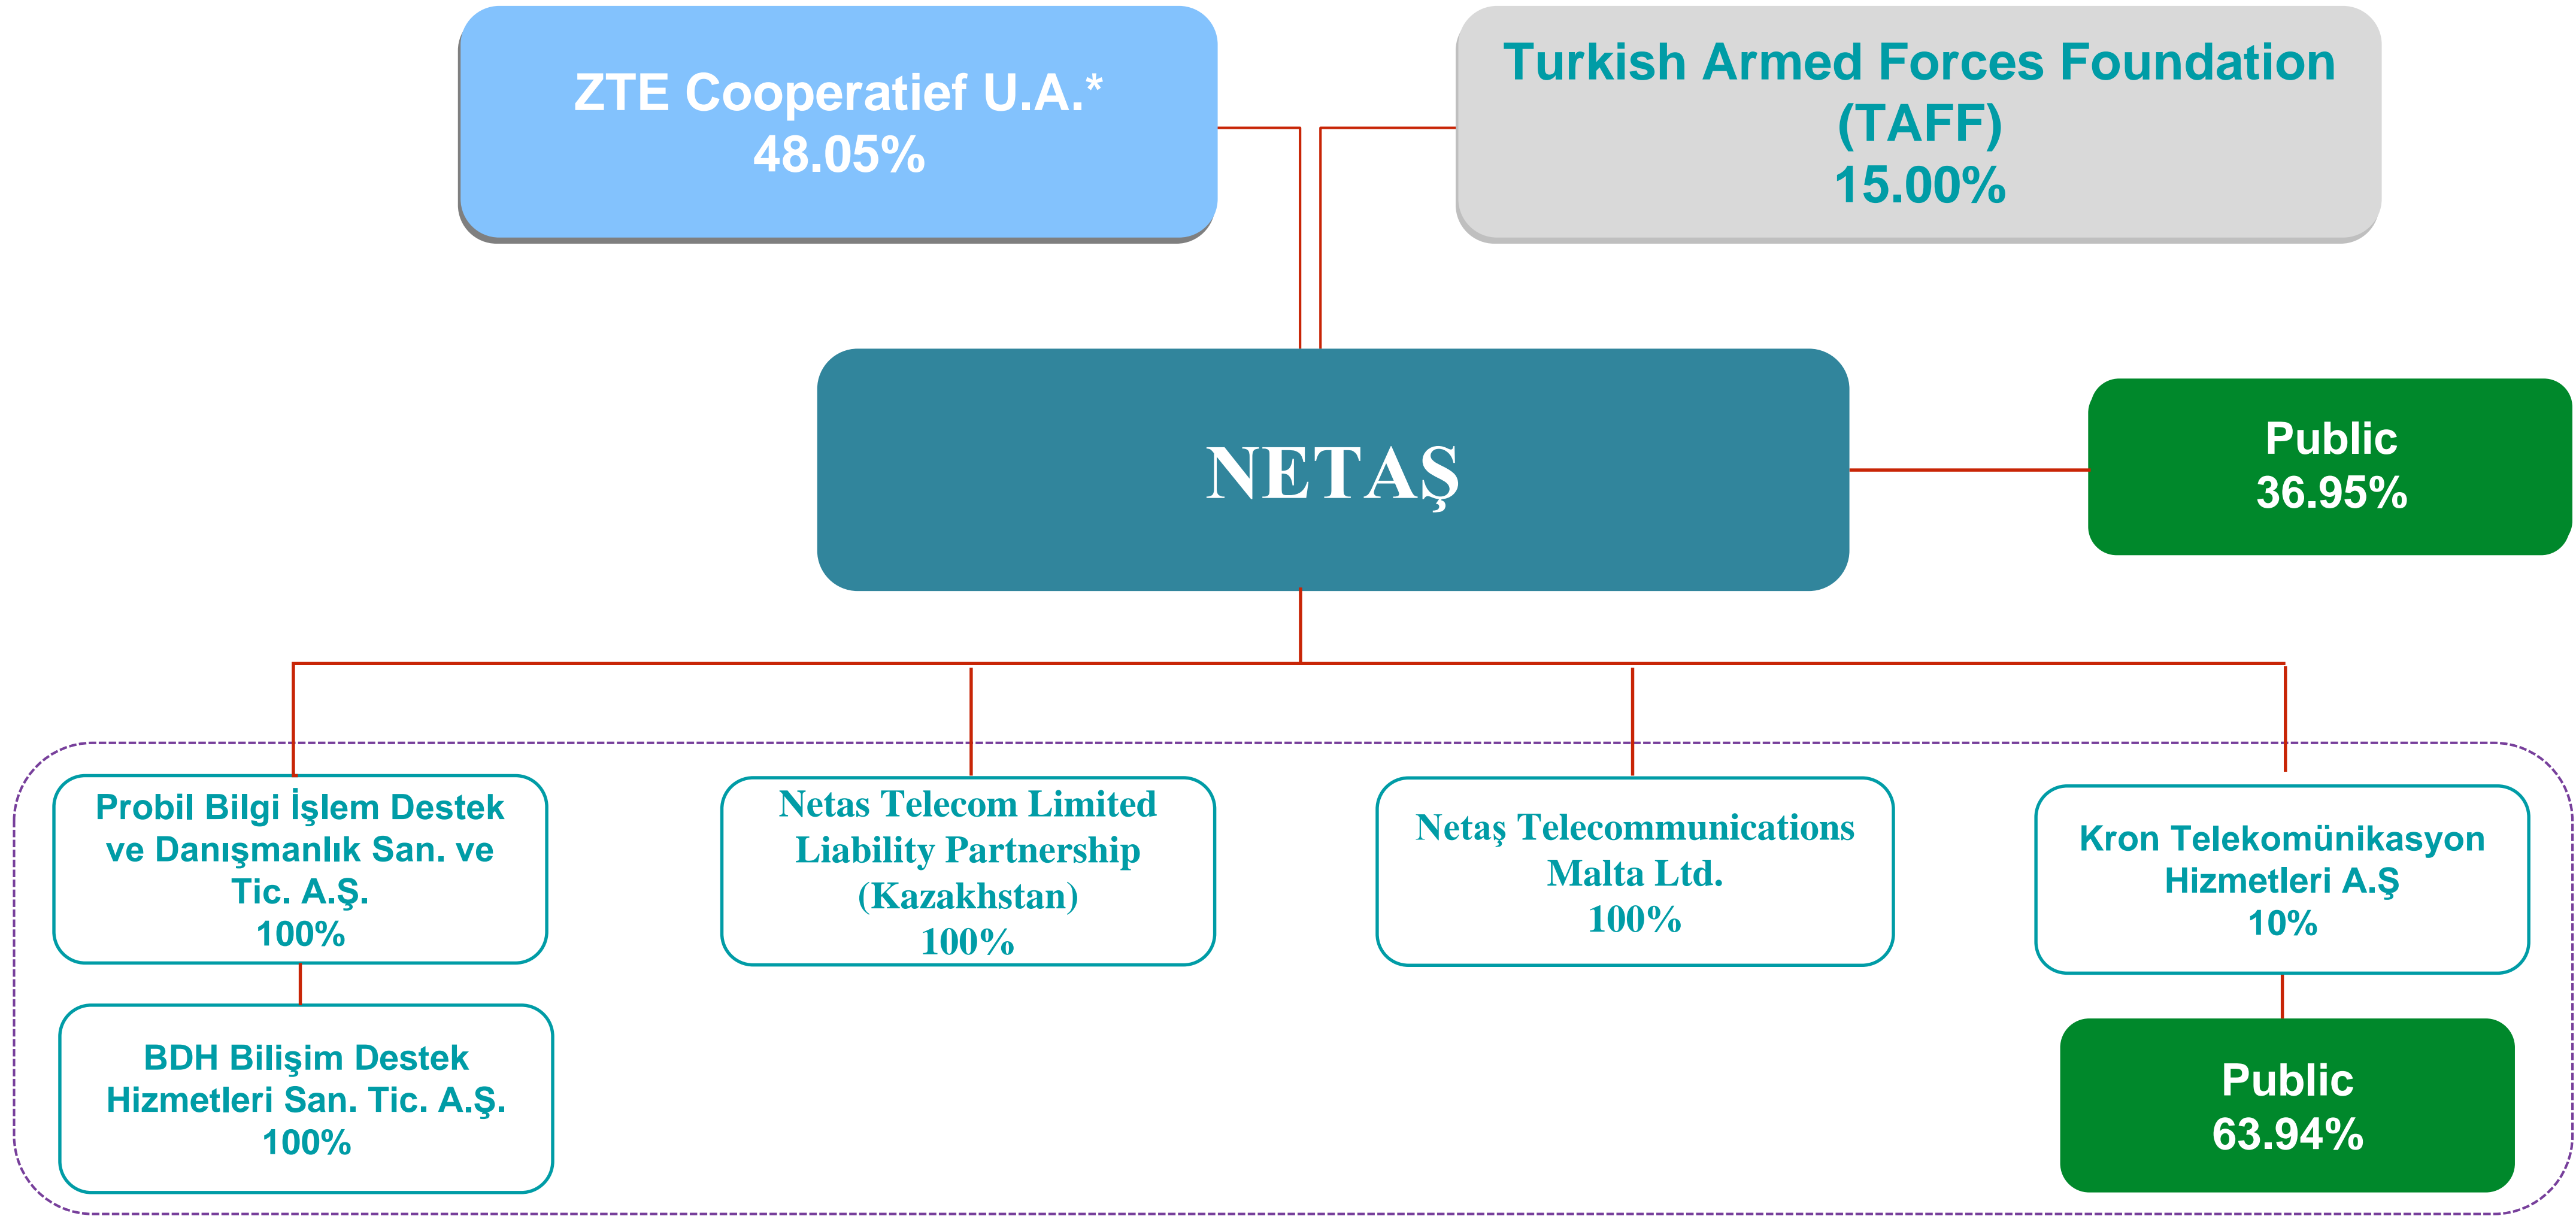 ZTE Cooperatief U.A.*
48.05%
Turkish Armed Forces Foundation
(TAFF)
15.00%
NETAŞ
Public
36.95%
Probil Bilgi İşlem Destek
ve Danışmanlık San. ve
Tic. A.Ş.
100%
Netas Telecom Limited
Liability Partnership
(Kazakhstan)
100%
Netaş Telecommunications
Malta Ltd.
100%
Kron Telekomünikasyon
Hizmetleri A.Ş
10%
BDH Bilişim Destek
Hizmetleri San. Tic. A.Ş.
100%
Public
63.94%